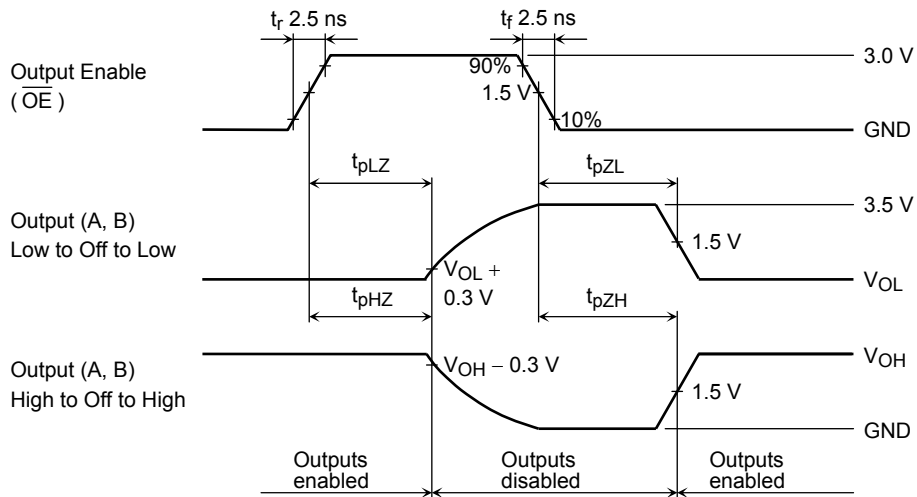 tr 2.5 ns
tf 2.5 ns
Output Enable
( OE )
90%
1.5 V
10%
3.0 V
GND
tpLZ
tpZL
Output (A, B)
Low to Off to Low
3.5 V
1.5 V
VOL +
0.3 V
VOL
tpHZ
tpZH
Output (A, B)
High to Off to High
VOH − 0.3 V
VOH
1.5 V
GND
Outputs
enabled
Outputs
disabled
Outputs
enabled